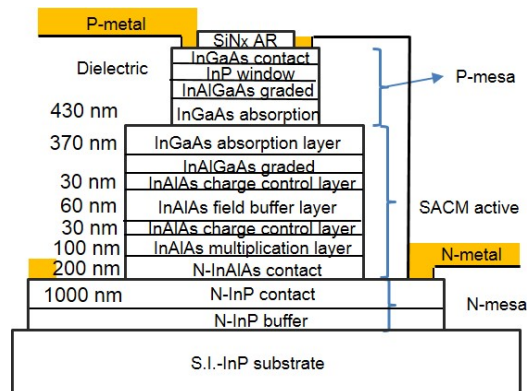 P-metal
SiNx AR
InGaAs contact
Dielectric
InP window
P-mesa
InAlGaAs graded
430 nm
InGaAs absorption
370 nm
InGaAs absorption layer
InAlGaAs graded
30 nm
InAlAs charge control layer
60 nm
InAlAs field buffer layer
SACM active
30 nm
InAlAs charge control layer
100 nm
InAlAs multiplication layer
N-metal
200 nm
N-InAlAs contact
1000 nm
N-InP contact
N-mesa
N-InP buffer
S.I.-InP substrate